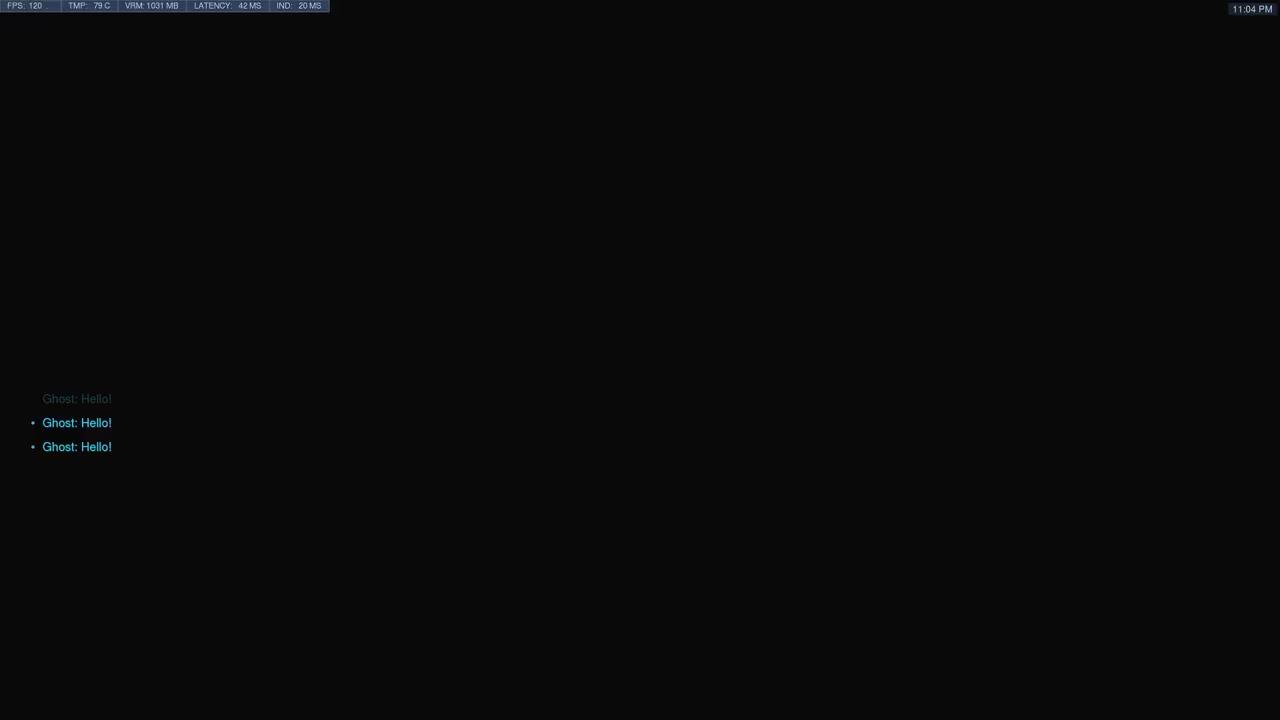 FPS: 120 TMP: 79 C VRM: 1031 MB LATENCY: 42 MS IND: 20 MS
11:04 PM
Ghost: Hello!
• Ghost: Hello!
• Ghost: Hello!